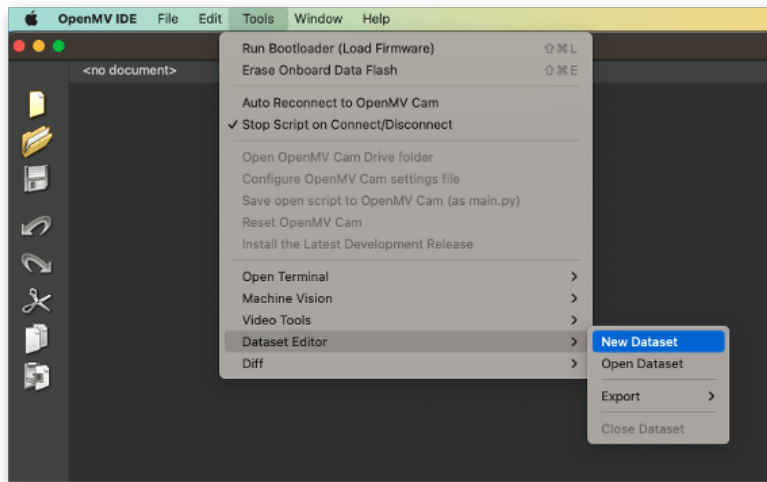 OpenMV IDE File Edit Tools Window Help
<no document>
Run Bootloader (Load Firmware) ⇧⌘L
Erase Onboard Data Flash ⇧⌘E
Auto Reconnect to OpenMV Cam
✓ Stop Script on Connect/Disconnect
Open OpenMV Cam Drive folder
Configure OpenMV Cam settings file
Save open script to OpenMV Cam (as main.py)
Reset OpenMV Cam
Install the Latest Development Release
Open Terminal
Machine Vision
Video Tools
Dataset Editor
Diff
New Dataset
Open Dataset
Export
Close Dataset